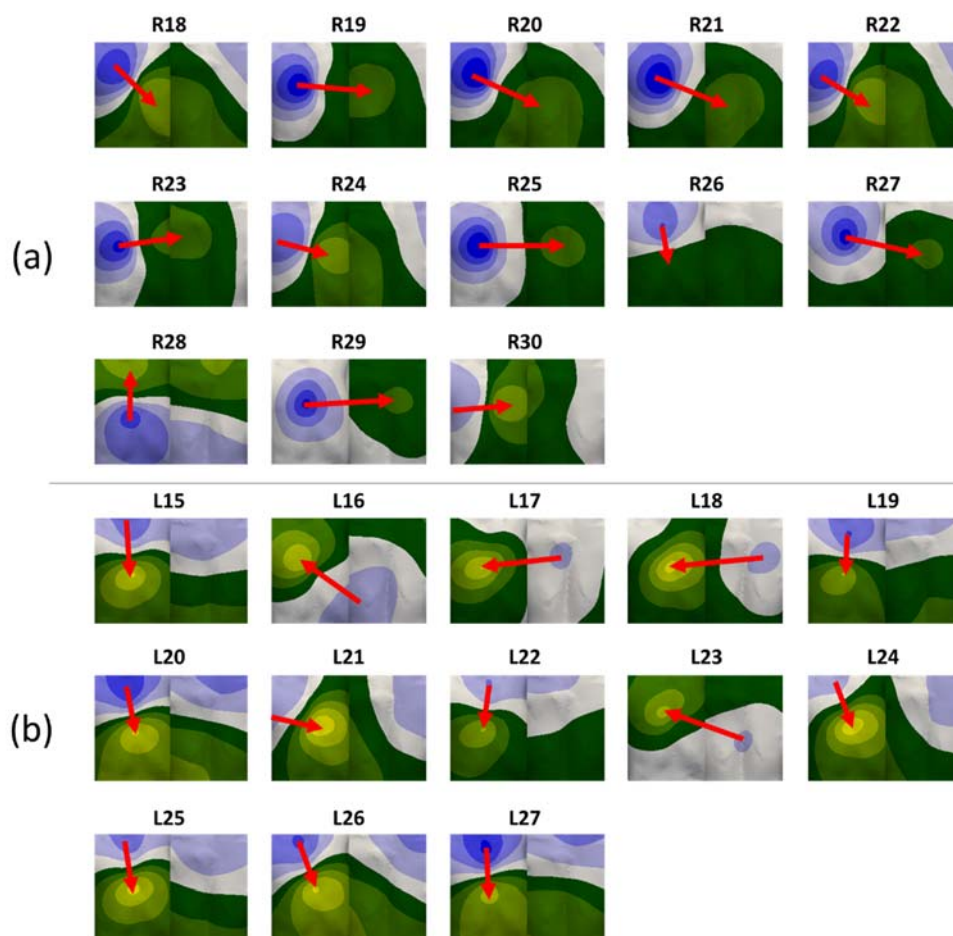 R18 R19 R20 R21 R22
R23 R24 R25 R26 R27
(a)
R28 R29 R30
L15 L16 L17 L18 L19
L20 L21 L22 L23 L24
(b)
L25 L26 L27